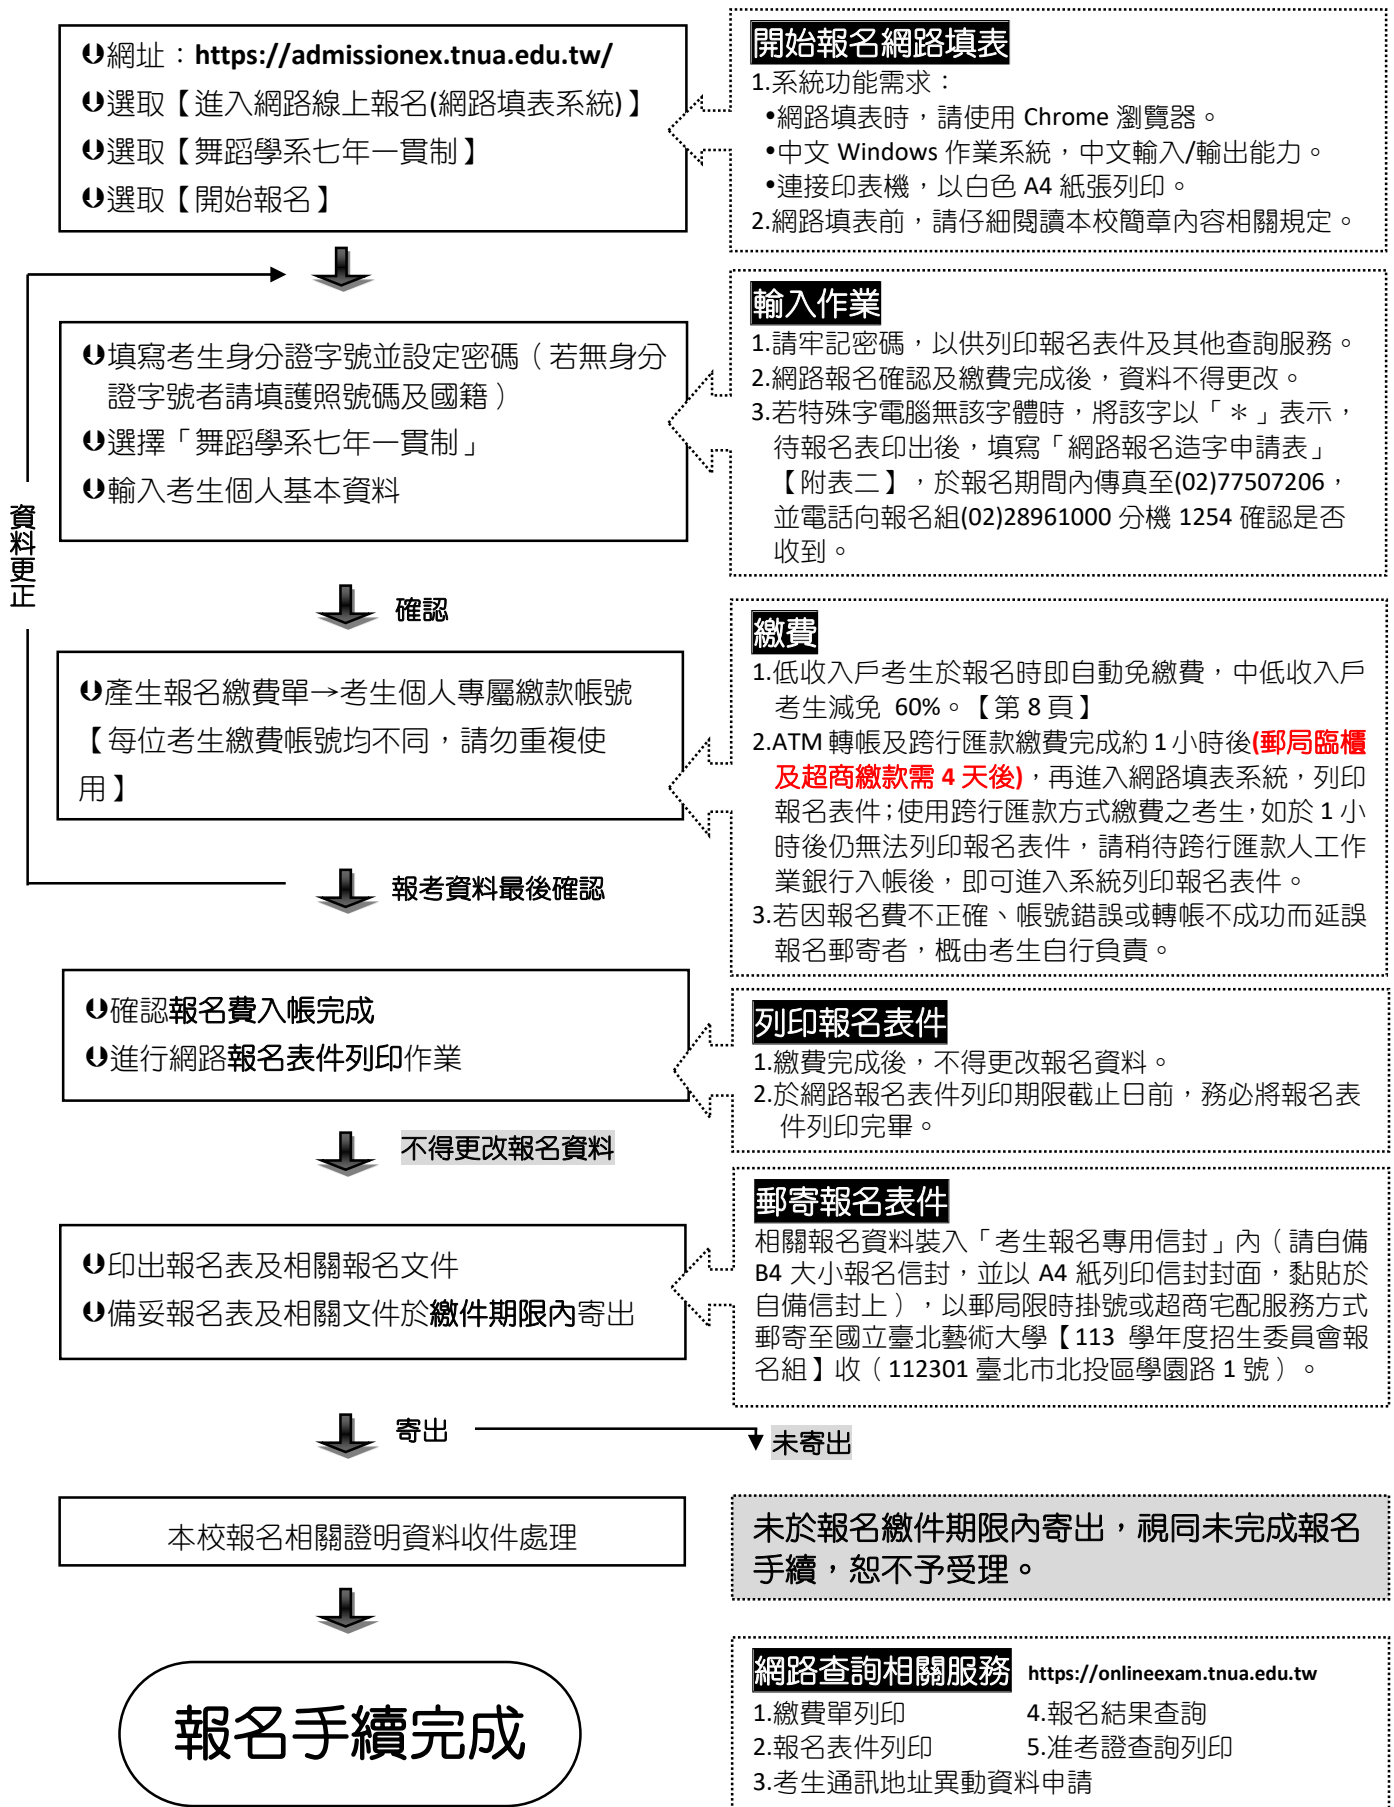 ⮋網址：https://admissionex.tnua.edu.tw/
⮋選取【進入網路線上報名(網路填表系統)】
⮋選取【舞蹈學系七年一貫制】
⮋選取【開始報名】
開始報名網路填表
1.系統功能需求：
•網路填表時，請使用 Chrome 瀏覽器。
•中文 Windows 作業系統，中文輸入/輸出能力。
•連接印表機，以白色 A4 紙張列印。
2.網路填表前，請仔細閱讀本校簡章內容相關規定。
⮋填寫考生身分證字號並設定密碼（若無身分
證字號者請填護照號碼及國籍）
⮋選擇「舞蹈學系七年一貫制」
⮋輸入考生個人基本資料
輸入作業
1.請牢記密碼，以供列印報名表件及其他查詢服務。
2.網路報名確認及繳費完成後，資料不得更改。
3.若特殊字電腦無該字體時，將該字以「＊」表示，
待報名表印出後，填寫「網路報名造字申請表」
【附表二】，於報名期間內傳真至(02)77507206，
並電話向報名組(02)28961000 分機 1254 確認是否
收到。
資料更正
確認
⮋產生報名繳費單→考生個人專屬繳款帳號
【每位考生繳費帳號均不同，請勿重複使
用】
繳費
1.低收入戶考生於報名時即自動免繳費，中低收入戶
考生減免 60%。【第 8 頁】
2.ATM 轉帳及跨行匯款繳費完成約 1 小時後(郵局臨櫃
及超商繳款需 4 天後)，再進入網路填表系統，列印
報名表件；使用跨行匯款方式繳費之考生，如於 1 小
時後仍無法列印報名表件，請稍待跨行匯款人工作
業銀行入帳後，即可進入系統列印報名表件。
3.若因報名費不正確、帳號錯誤或轉帳不成功而延誤
報名郵寄者，概由考生自行負責。
報考資料最後確認
⮋確認報名費入帳完成
⮋進行網路報名表件列印作業
列印報名表件
1.繳費完成後，不得更改報名資料。
2.於網路報名表件列印期限截止日前，務必將報名表
件列印完畢。
不得更改報名資料
⮋印出報名表及相關報名文件
⮋備妥報名表及相關文件於繳件期限內寄出
郵寄報名表件
相關報名資料裝入「考生報名專用信封」內（請自備
B4 大小報名信封，並以 A4 紙列印信封封面，黏貼於
自備信封上），以郵局限時掛號或超商宅配服務方式
郵寄至國立臺北藝術大學【113 學年度招生委員會報
名組】收（112301 臺北市北投區學園路 1 號）。
寄出
未寄出
本校報名相關證明資料收件處理
未於報名繳件期限內寄出，視同未完成報名
手續，恕不予受理。
報名手續完成
網路查詢相關服務 https://onlineexam.tnua.edu.tw
1.繳費單列印 4.報名結果查詢
2.報名表件列印 5.准考證查詢列印
3.考生通訊地址異動資料申請